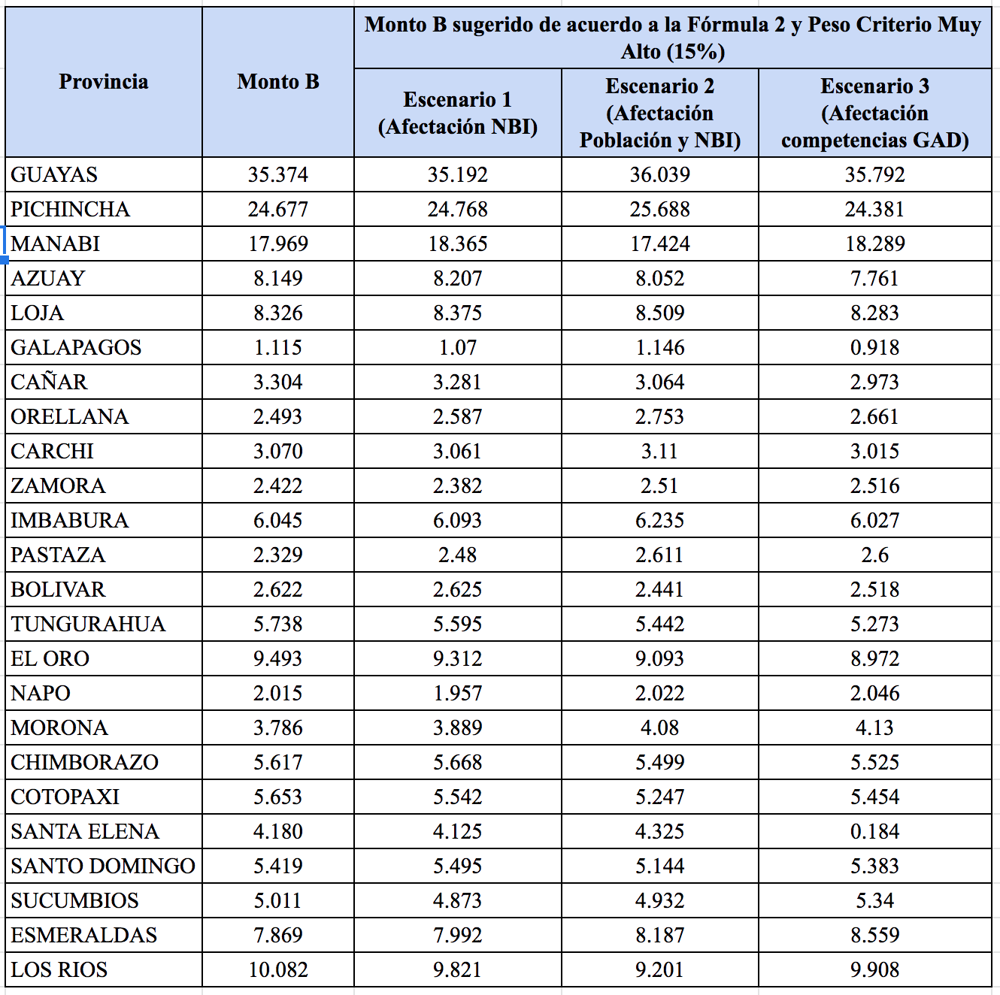 Provincia Monto B Monto B sugerido de acuerdo a la Fórmula 2 y Peso Criterio Muy
Alto (15%)
Escenario 1
(Afectación NBI)
Escenario 2
(Afectación
Población y NBI)
Escenario 3
(Afectación
competencias GAD)
GUAYAS 35.374 35.192 36.039 35.792
PICHINCHA 24.677 24.768 25.688 24.381
MANABI 17.969 18.365 17.424 18.289
AZUAY 8.149 8.207 8.052 7.761
LOJA 8.326 8.375 8.509 8.283
GALAPAGOS 1.115 1.07 1.146 0.918
CAÑAR 3.304 3.281 3.064 2.973
ORELLANA 2.493 2.587 2.753 2.661
CARCHI 3.070 3.061 3.11 3.015
ZAMORA 2.422 2.382 2.51 2.516
IMBABURA 6.045 6.093 6.235 6.027
PASTAZA 2.329 2.48 2.611 2.6
BOLIVAR 2.622 2.625 2.441 2.518
TUNGURAHUA 5.738 5.595 5.442 5.273
EL ORO 9.493 9.312 9.093 8.972
NAPO 2.015 1.957 2.022 2.046
MORONA 3.786 3.889 4.08 4.13
CHIMBORAZO 5.617 5.668 5.499 5.525
COTOPAXI 5.653 5.542 5.247 5.454
SANTA ELENA 4.180 4.125 4.325 0.184
SANTO DOMINGO 5.419 5.495 5.144 5.383
SUCUMBIOS 5.011 4.873 4.932 5.34
ESMERALDAS 7.869 7.992 8.187 8.559
LOS RIOS 10.082 9.821 9.201 9.908